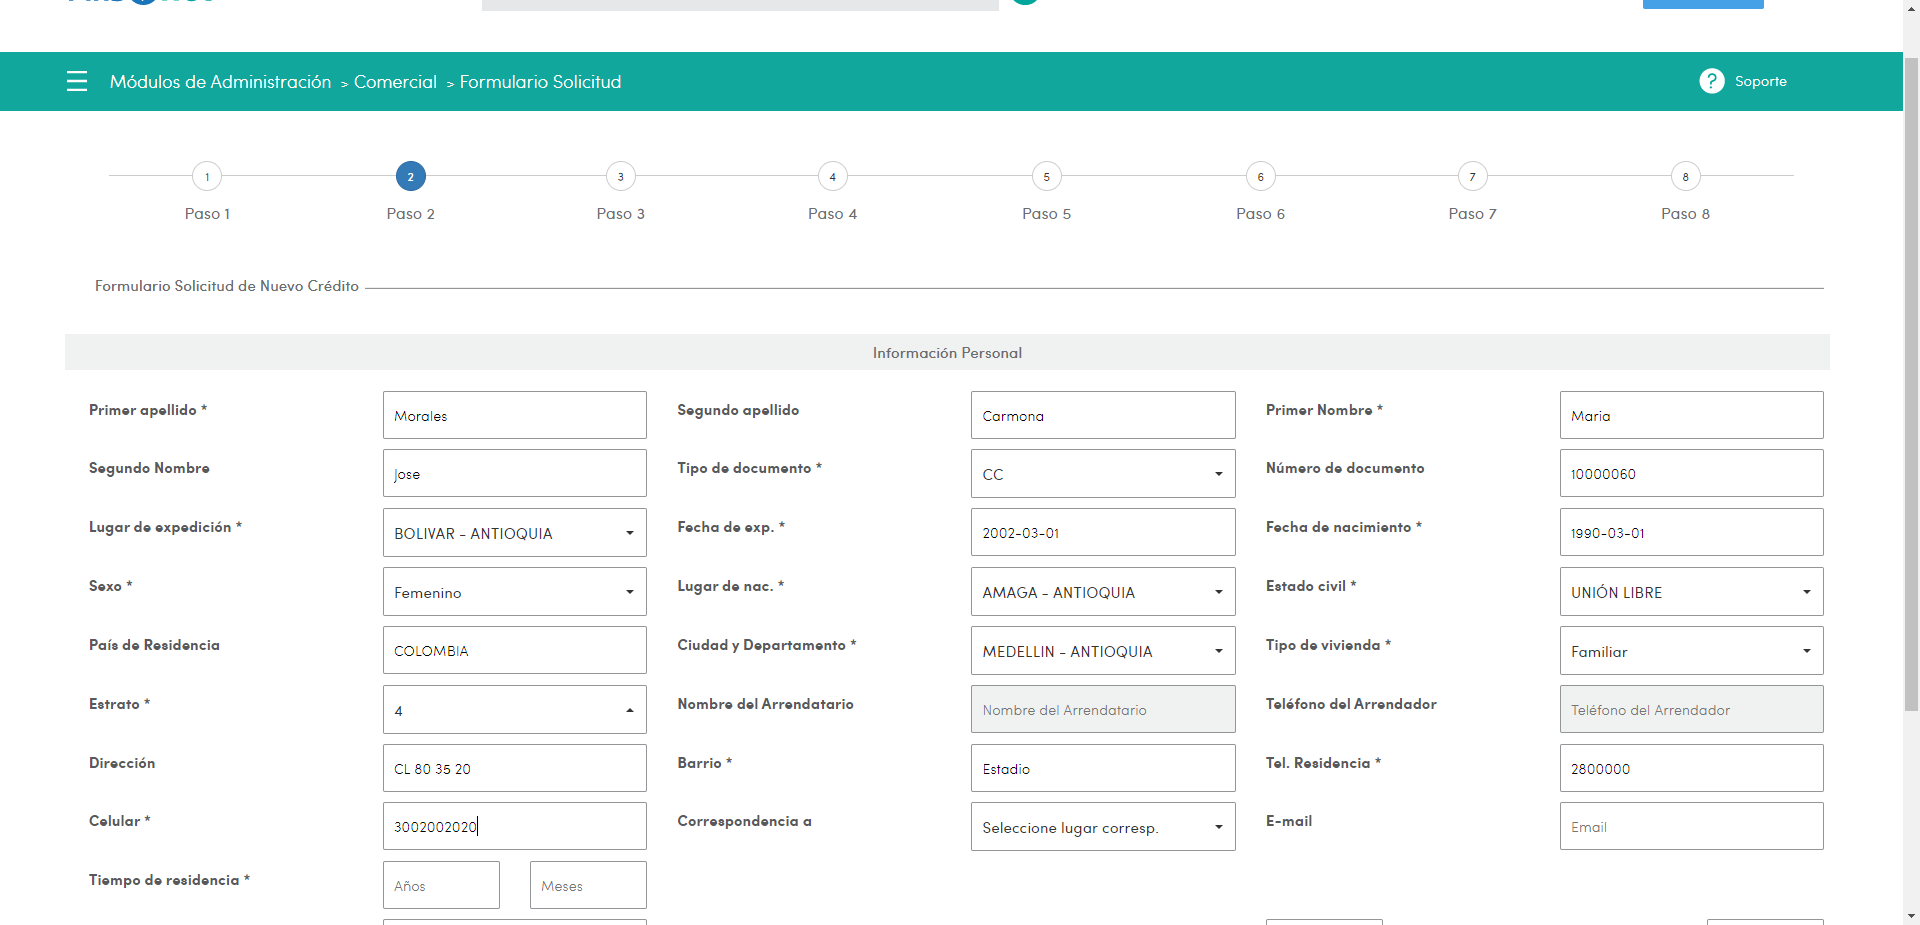 Módulos de Administración > Comercial > Formulario Solicitud
? Soporte
1 2 3 4 5 6 7 8
Paso 1 Paso 2 Paso 3 Paso 4 Paso 5 Paso 6 Paso 7 Paso 8
Formulario Solicitud de Nuevo Crédito
Información Personal
Primer apellido * Morales Segundo apellido Carmona Primer Nombre * Maria
Segundo Nombre Jose Tipo de documento * CC Número de documento 10000060
Lugar de expedición * BOLIVAR - ANTIOQUIA Fecha de exp. * 2002-03-01 Fecha de nacimiento * 1990-03-01
Sexo * Femenino Lugar de nac. * AMAGA - ANTIOQUIA Estado civil * UNIÓN LIBRE
País de Residencia COLOMBIA Ciudad y Departamento * MEDELLIN - ANTIOQUIA Tipo de vivienda * Familiar
Estrato * 4 Nombre del Arrendatario Nombre del Arrendatario Teléfono del Arrendador Teléfono del Arrendador
Dirección CL 80 35 20 Barrio * Estadio Tel. Residencia * 2800000
Celular * 3002002020 Correspondencia a Seleccione lugar corresp. E-mail Email
Tiempo de residencia * Años Meses